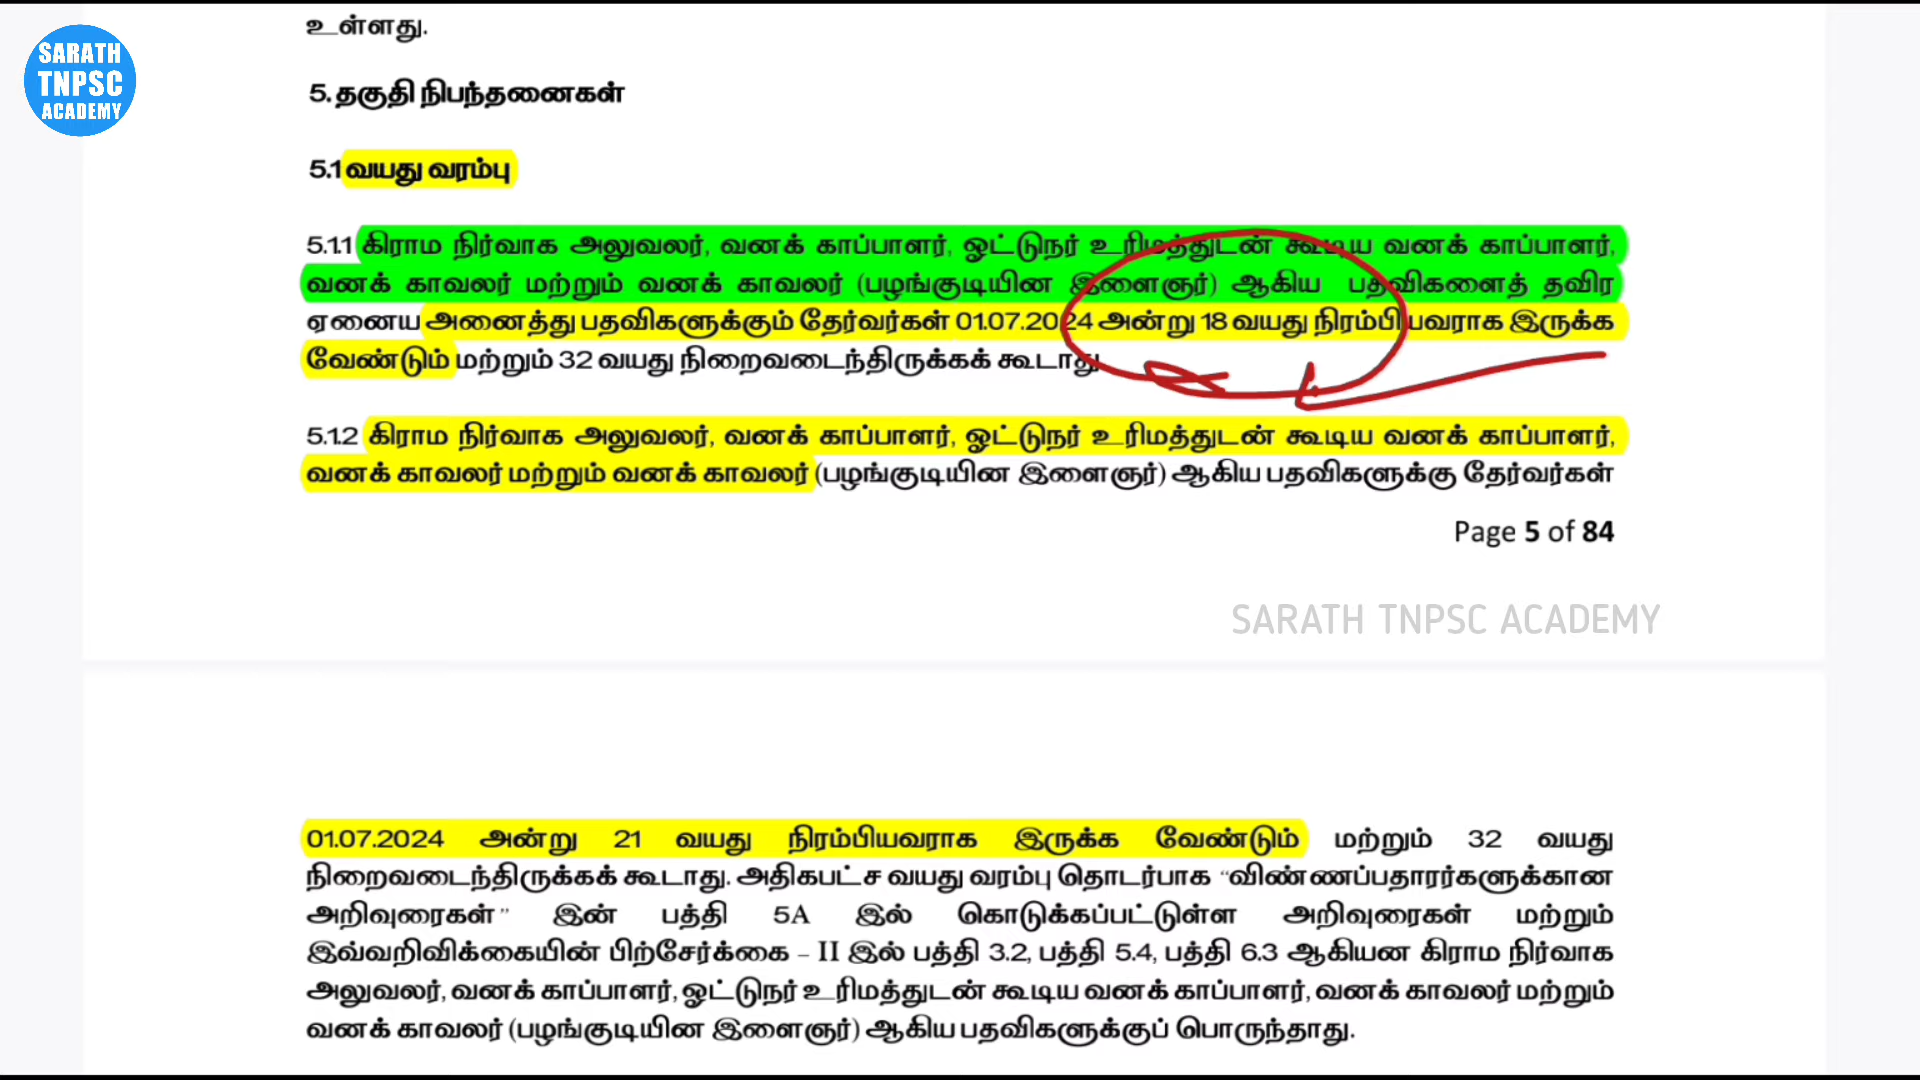 உள்ளது.
SARATH
TNPSC
ACADEMY
5. தகுதி நிபந்தனைகள்
5.1 வயது வரம்பு
5.1.1 கிராம நிர்வாக அலுவலர், வனக் காப்பாளர், ஓட்டுநர் உரிமத்துடன் கூடிய வனக் காப்பாளர்,
வனக் காவலர் மற்றும் வனக் காவலர் (பழங்குடியின இளைஞர்) ஆகிய பதவிகளைத் தவிர
ஏனைய அனைத்து பதவிகளுக்கும் தேர்வர்கள் 01.07.2024 அன்று 18 வயது நிரம்பியவராக இருக்க
வேண்டும் மற்றும் 32 வயது நிறைவடைந்திருக்கக் கூடாது.
5.1.2 கிராம நிர்வாக அலுவலர், வனக் காப்பாளர், ஓட்டுநர் உரிமத்துடன் கூடிய வனக் காப்பாளர்,
வனக் காவலர் மற்றும் வனக் காவலர் (பழங்குடியின இளைஞர்) ஆகிய பதவிகளுக்கு தேர்வர்கள்
Page 5 of 84
SARATH TNPSC ACADEMY
01.07.2024 அன்று 21 வயது நிரம்பியவராக இருக்க வேண்டும் மற்றும் 32 வயது
நிறைவடைந்திருக்கக் கூடாது. அதிகபட்ச வயது வரம்பு தொடர்பாக “விண்ணப்பதாரர்களுக்கான
அறிவுரைகள்” இன் பத்தி 5A இல் கொடுக்கப்பட்டுள்ள அறிவுரைகள் மற்றும்
இவ்வறிவிக்கையின் பிற்சேர்க்கை – II இல் பத்தி 3.2, பத்தி 5.4, பத்தி 6.3 ஆகியன கிராம நிர்வாக
அலுவலர், வனக் காப்பாளர், ஓட்டுநர் உரிமத்துடன் கூடிய வனக் காப்பாளர், வனக் காவலர் மற்றும்
வனக் காவலர் (பழங்குடியின இளைஞர்) ஆகிய பதவிகளுக்குப் பொருந்தாது.